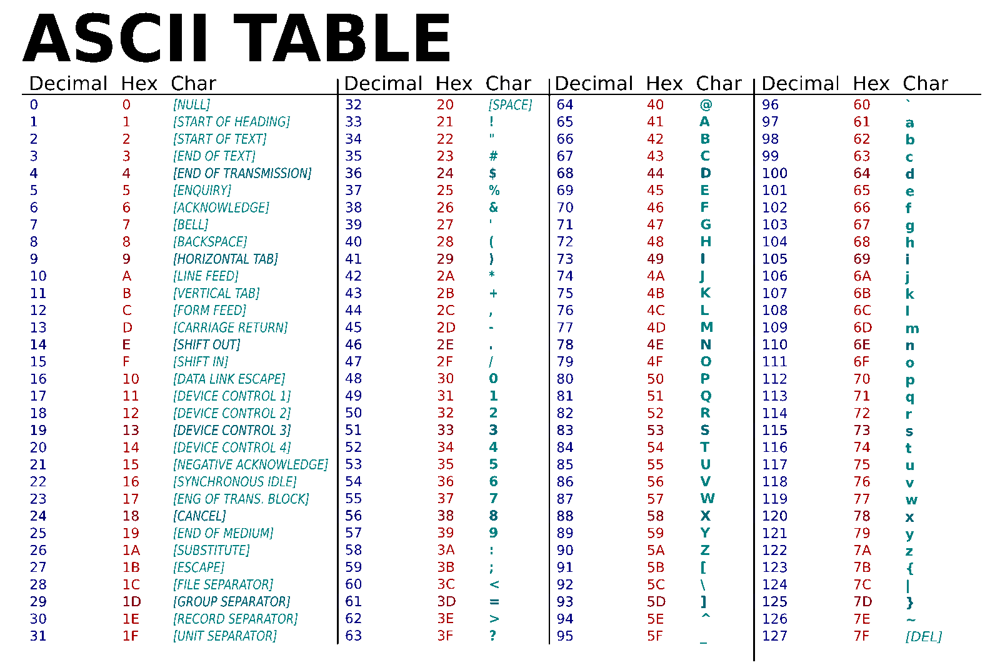 ASCII TABLE
Decimal Hex Char Decimal Hex Char Decimal Hex Char Decimal Hex Char
0 0 [NULL] 32 20 [SPACE] 64 40 @ 96 60 `
1 1 [START OF HEADING] 33 21 ! 65 41 A 97 61 a
2 2 [START OF TEXT] 34 22 " 66 42 B 98 62 b
3 3 [END OF TEXT] 35 23 # 67 43 C 99 63 c
4 4 [END OF TRANSMISSION] 36 24 $ 68 44 D 100 64 d
5 5 [ENQUIRY] 37 25 % 69 45 E 101 65 e
6 6 [ACKNOWLEDGE] 38 26 & 70 46 F 102 66 f
7 7 [BELL] 39 27 ' 71 47 G 103 67 g
8 8 [BACKSPACE] 40 28 ( 72 48 H 104 68 h
9 9 [HORIZONTAL TAB] 41 29 ) 73 49 I 105 69 i
10 A [LINE FEED] 42 2A * 74 4A J 106 6A j
11 B [VERTICAL TAB] 43 2B + 75 4B K 107 6B k
12 C [FORM FEED] 44 2C , 76 4C L 108 6C l
13 D [CARRIAGE RETURN] 45 2D - 77 4D M 109 6D m
14 E [SHIFT OUT] 46 2E . 78 4E N 110 6E n
15 F [SHIFT IN] 47 2F / 79 4F O 111 6F o
16 10 [DATA LINK ESCAPE] 48 30 0 80 50 P 112 70 p
17 11 [DEVICE CONTROL 1] 49 31 1 81 51 Q 113 71 q
18 12 [DEVICE CONTROL 2] 50 32 2 82 52 R 114 72 r
19 13 [DEVICE CONTROL 3] 51 33 3 83 53 S 115 73 s
20 14 [DEVICE CONTROL 4] 52 34 4 84 54 T 116 74 t
21 15 [NEGATIVE ACKNOWLEDGE] 53 35 5 85 55 U 117 75 u
22 16 [SYNCHRONOUS IDLE] 54 36 6 86 56 V 118 76 v
23 17 [ENG OF TRANS. BLOCK] 55 37 7 87 57 W 119 77 w
24 18 [CANCEL] 56 38 8 88 58 X 120 78 x
25 19 [END OF MEDIUM] 57 39 9 89 59 Y 121 79 y
26 1A [SUBSTITUTE] 58 3A : 90 5A Z 122 7A z
27 1B [ESCAPE] 59 3B ; 91 5B [ 123 7B {
28 1C [FILE SEPARATOR] 60 3C < 92 5C \ 124 7C |
29 1D [GROUP SEPARATOR] 61 3D = 93 5D ] 125 7D }
30 1E [RECORD SEPARATOR] 62 3E > 94 5E ^ 126 7E ~
31 1F [UNIT SEPARATOR] 63 3F ? 95 5F _ 127 7F [DEL]